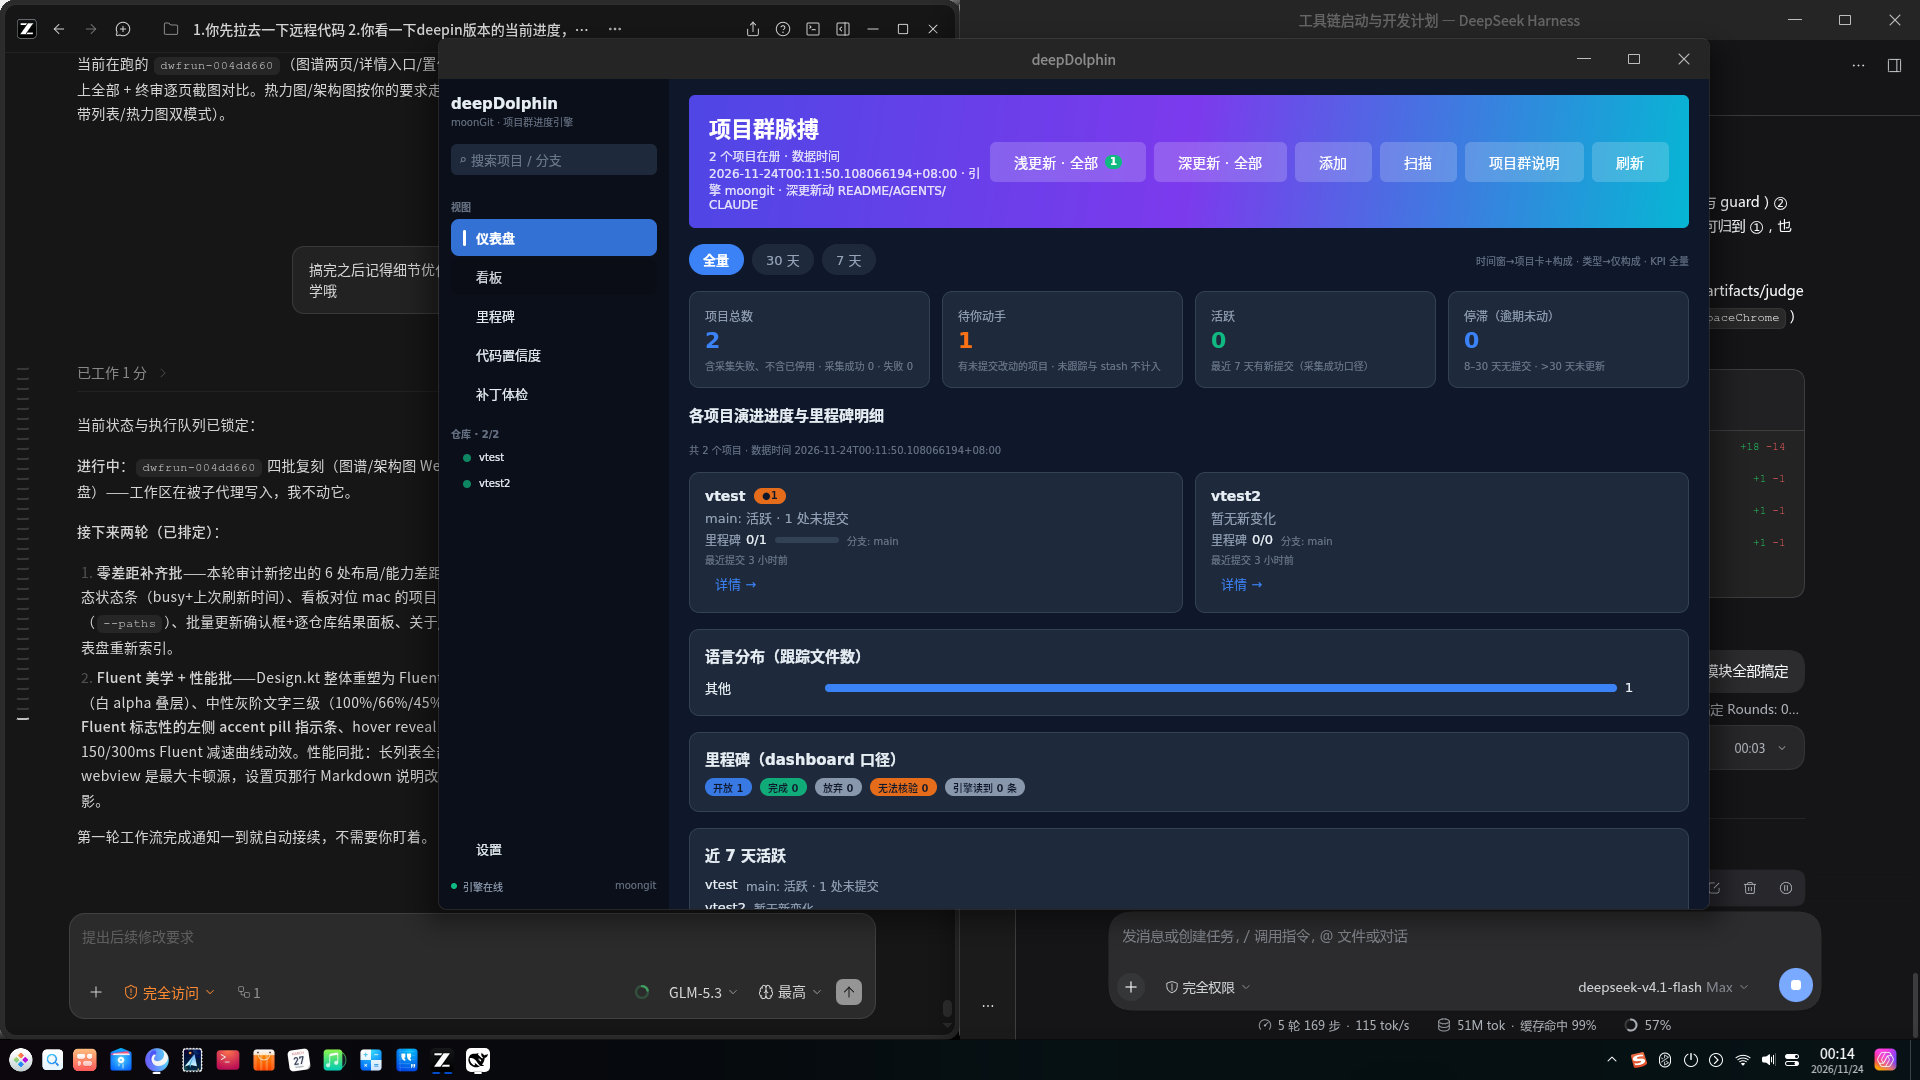 1.你先拉去一下远程代码 2.你看一下deepin版本的当前进度，…
当前在跑的 dwfrun-004dd660（图谱两页/详情入口/置
上全部 + 终审逐页截图对比。热力图/架构图按你的要求走
带列表/热力图双模式）。
搞完之后记得细节优
学哦
已工作 1 分
当前状态与执行队列已锁定：
进行中： dwfrun-004dd660 四批复刻（图谱/架构图 We
盘）——工作区在被子代理写入，我不动它。
接下来两轮（已排定）：
1. 零差距补齐批——本轮审计新挖出的 6 处布局/能力差距
态状态条（busy+上次刷新时间）、看板对位 mac 的项目
（ --paths ）、批量更新确认框+逐仓库结果面板、关于
表盘重新索引。
2. Fluent 美学 + 性能批——Design.kt 整体重塑为 Fluen
（白 alpha 叠层）、中性灰阶文字三级（100%/66%/45%
Fluent 标志性的左侧 accent pill 指示条、hover reveal
150/300ms Fluent 减速曲线动效。性能同批：长列表全
webview 是最大卡顿源，设置页那行 Markdown 说明改
影。
第一轮工作流完成通知一到就自动接续，不需要你盯着。
提出后续修改要求
完全访问
1
GLM-5.3
最高
deepDolphin
deepDolphin
moonGit · 项目群进度引擎
搜索项目 / 分支
视图
仪表盘
看板
里程碑
代码置信度
补丁体检
仓库 · 2/2
vtest
vtest2
设置
引擎在线
moongit
项目群脉搏
2 个项目在册 · 数据时间
2026-11-24T00:11:50.108066194+08:00 · 引
擎 moongit · 深更新动 README/AGENTS/
CLAUDE
浅更新 · 全部 1
深更新 · 全部
添加
扫描
项目群说明
刷新
全量
30 天
7 天
时间窗→项目卡+构成 · 类型→仅构成 · KPI 全量
项目总数
2
含采集失败、不含已停用 · 采集成功 0 · 失败 0
待你动手
1
有未提交改动的项目 · 未跟踪与 stash 不计入
活跃
0
最近 7 天有新提交（采集成功口径）
停滞（逾期未动）
0
8–30 天无提交 · >30 天未更新
各项目演进进度与里程碑明细
共 2 个项目 · 数据时间 2026-11-24T00:11:50.108066194+08:00
vtest ●1
main: 活跃 · 1 处未提交
里程碑 0/1 分支: main
最近提交 3 小时前
详情 →
vtest2
暂无新变化
里程碑 0/0 分支: main
最近提交 3 小时前
详情 →
语言分布（跟踪文件数）
其他
1
里程碑（dashboard 口径）
开放 1
完成 0
放弃 0
无法核验 0
引擎读到 0 条
近 7 天活跃
vtest main: 活跃 · 1 处未提交
vtest2 暂无新变化
工具链启动与开发计划 — DeepSeek Harness
guard ) ②
可归到 ①，也
artifacts/judge
paceChrome )
+18 -14
+1 -1
+1 -1
+1 -1
模块全部搞定
定 Rounds: 0...
00:03
发消息或创建任务, / 调用指令, @ 文件或对话
完全权限
deepseek-v4.1-flash Max
5 轮 169 步 · 115 tok/s
51M tok · 缓存命中 99%
57%
27
00:14
2026/11/24